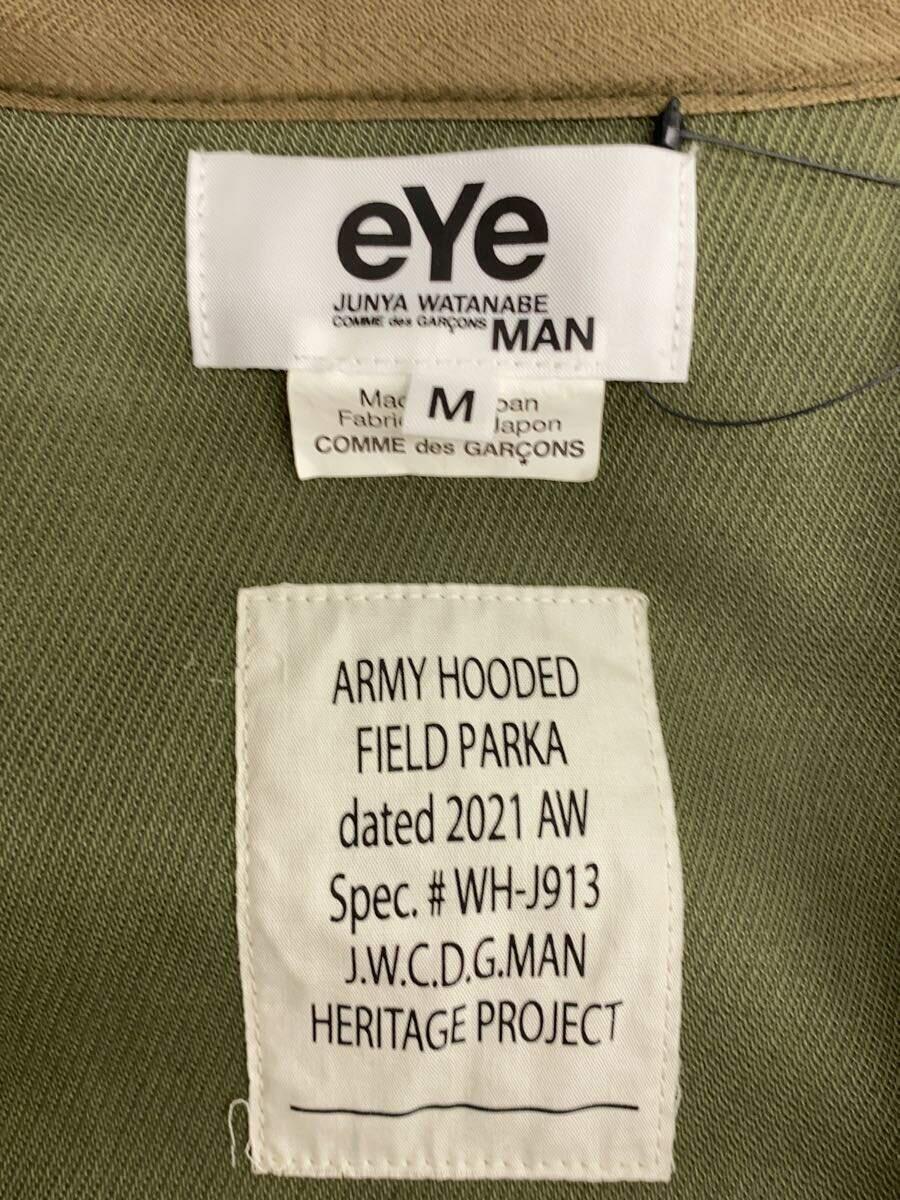 eYe
JUNYA WATANABE
COMME des GARÇONS MAN
M
COMME des GARÇONS
ARMY HOODED
FIELD PARKA
dated 2021 AW
Spec. # WH-J913
J.W.C.D.G.MAN
HERITAGE PROJECT